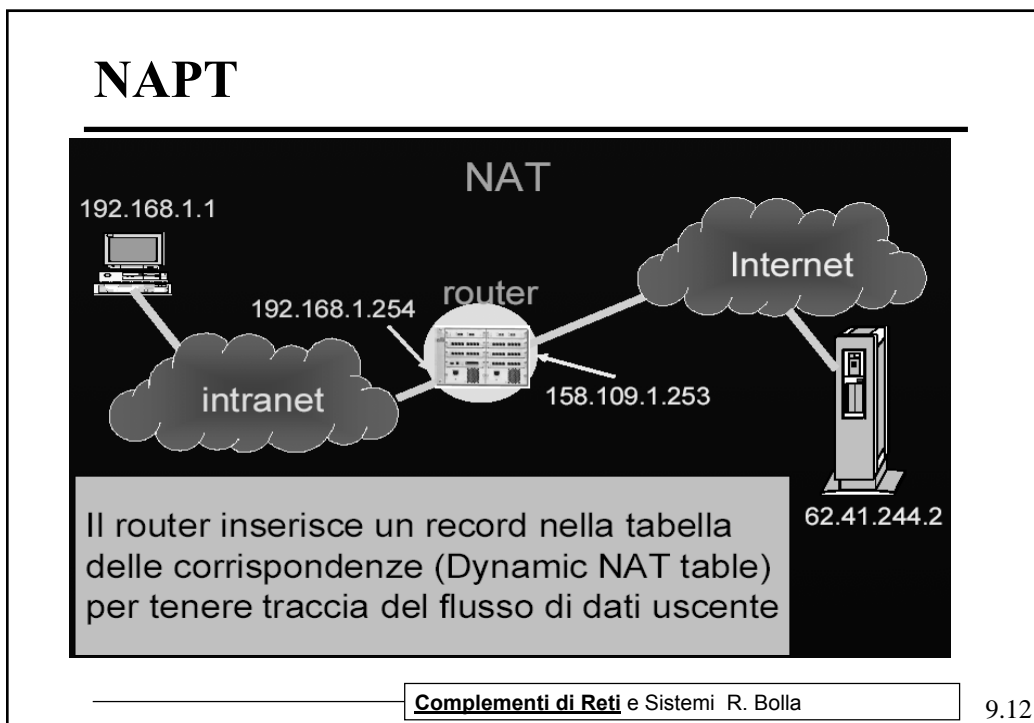 NAPT
NAT
192.168.1.1
Internet
router
192.168.1.254
intranet
158.109.1.253
62.41.244.2
Il router inserisce un record nella tabella
delle corrispondenze (Dynamic NAT table)
per tenere traccia del flusso di dati uscente
Complementi di Reti e Sistemi R. Bolla
9.12